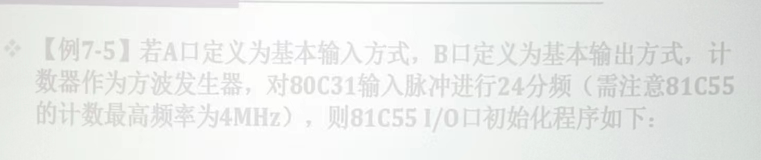 ❖ 【例7-5】若A口定义为基本输入方式，B口定义为基本输出方式，计
数器作为方波发生器，对80C31输入脉冲进行24分频（需注意81C55
的计数最高频率为4MHz），则81C55 I/O口初始化程序如下：